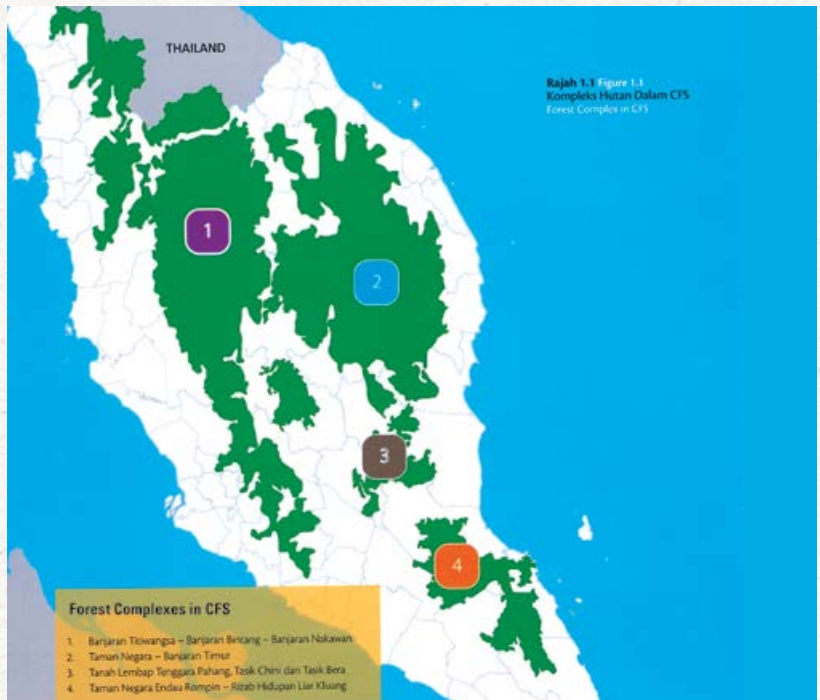 THAILAND
Rajah 1.1 Figure 1.1
Kompleks Hutan Dalam CFS
Forest Complex in CFS
1
2
3
4
Forest Complexes in CFS
1. Banjaran Titiwangsa – Banjaran Bintang – Banjaran Nakawan
2. Taman Negara – Banjaran Timur
3. Tanah Lembap Tenggara Pahang, Tasik Chini dan Tasik Bera
4. Taman Negara Endau Rompin – Rizab Hidupan Liar Kluang